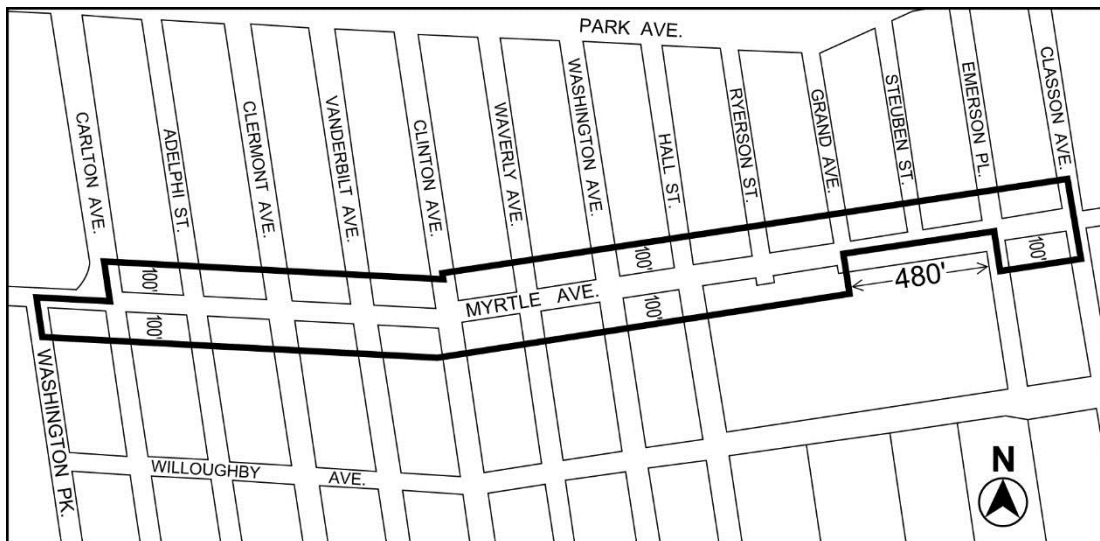 PARK AVE.
CARLTON AVE.
ADELPHI ST.
CLERMONT AVE.
VANDERBILT AVE.
CLINTON AVE.
WAVERLY AVE.
WASHINGTON AVE.
HALL ST.
RYERSON ST.
GRAND AVE.
STEUBEN ST.
EMERSON PL.
CLASSON AVE.
100'
100'
100'
480'
MYRTLE AVE.
100'
100'
WASHINGTON PK.
WILLOUGHBY AVE.
N